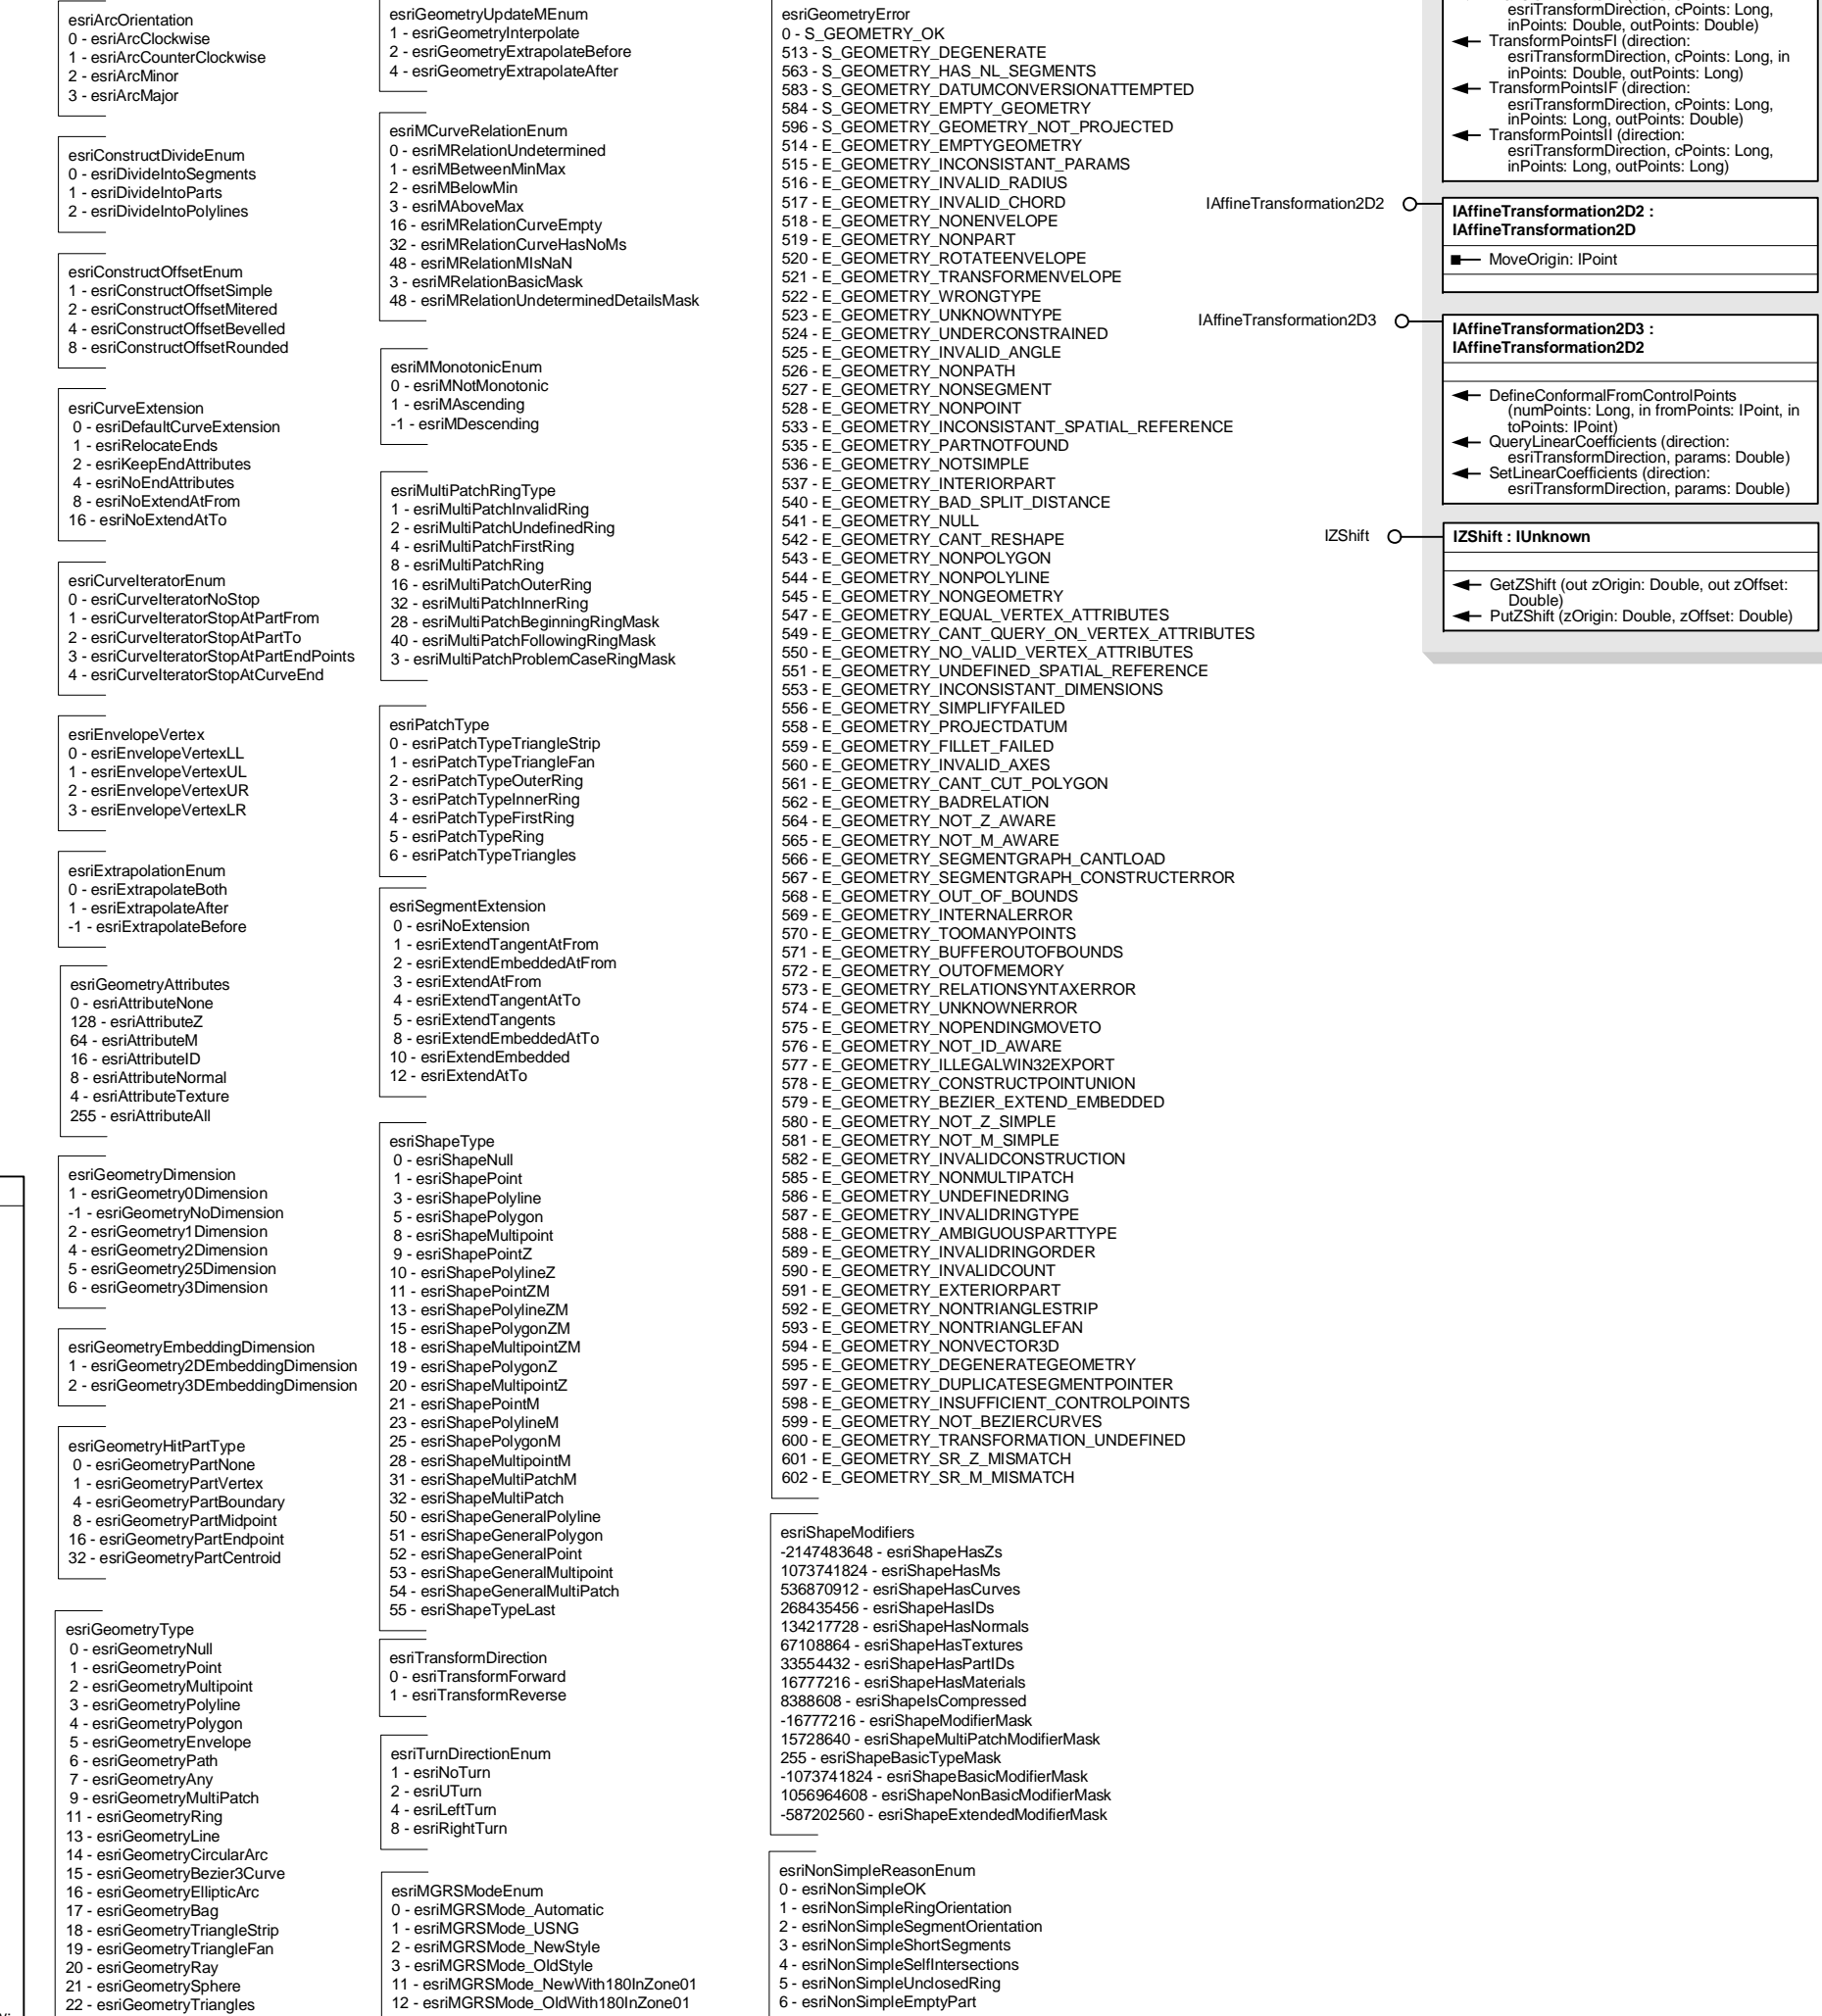 esriArcOrientation
0 - esriArcClockwise
1 - esriArcCounterClockwise
2 - esriArcMinor
3 - esriArcMajor
esriConstructDivideEnum
0 - esriDivideIntoSegments
1 - esriDivideIntoParts
2 - esriDivideIntoPolylines
esriConstructOffsetEnum
1 - esriConstructOffsetSimple
2 - esriConstructOffsetMitered
4 - esriConstructOffsetBevelled
8 - esriConstructOffsetRounded
esriCurveExtension
0 - esriDefaultCurveExtension
1 - esriRelocateEnds
2 - esriKeepEndAttributes
4 - esriNoEndAttributes
8 - esriNoExtendAtFrom
16 - esriNoExtendAtTo
esriCurveIteratorEnum
0 - esriCurveIteratorNoStop
1 - esriCurveIteratorStopAtPartFrom
2 - esriCurveIteratorStopAtPartTo
3 - esriCurveIteratorStopAtPartEndPoints
4 - esriCurveIteratorStopAtCurveEnd
esriEnvelopeVertex
0 - esriEnvelopeVertexLL
1 - esriEnvelopeVertexUL
2 - esriEnvelopeVertexUR
3 - esriEnvelopeVertexLR
esriExtrapolationEnum
0 - esriExtrapolateBoth
1 - esriExtrapolateAfter
-1 - esriExtrapolateBefore
esriGeometryAttributes
0 - esriAttributeNone
128 - esriAttributeZ
64 - esriAttributeM
16 - esriAttributeID
8 - esriAttributeNormal
4 - esriAttributeTexture
255 - esriAttributeAll
esriGeometryDimension
1 - esriGeometry0Dimension
-1 - esriGeometryNoDimension
2 - esriGeometry1Dimension
4 - esriGeometry2Dimension
5 - esriGeometry25Dimension
6 - esriGeometry3Dimension
esriGeometryEmbeddingDimension
1 - esriGeometry2DEmbeddingDimension
2 - esriGeometry3DEmbeddingDimension
esriGeometryHitPartType
0 - esriGeometryPartNone
1 - esriGeometryPartVertex
4 - esriGeometryPartBoundary
8 - esriGeometryPartMidpoint
16 - esriGeometryPartEndpoint
32 - esriGeometryPartCentroid
esriGeometryType
0 - esriGeometryNull
1 - esriGeometryPoint
2 - esriGeometryMultipoint
3 - esriGeometryPolyline
4 - esriGeometryPolygon
5 - esriGeometryEnvelope
6 - esriGeometryPath
7 - esriGeometryAny
9 - esriGeometryMultiPatch
11 - esriGeometryRing
13 - esriGeometryLine
14 - esriGeometryCircularArc
15 - esriGeometryBezier3Curve
16 - esriGeometryEllipticArc
17 - esriGeometryBag
18 - esriGeometryTriangleStrip
19 - esriGeometryTriangleFan
20 - esriGeometryRay
21 - esriGeometrySphere
22 - esriGeometryTriangles
esriGeometryUpdateMEnum
1 - esriGeometryInterpolate
2 - esriGeometryExtrapolateBefore
4 - esriGeometryExtrapolateAfter
esriMCurveRelationEnum
0 - esriMRelationUndetermined
1 - esriMBetweenMinMax
2 - esriMBelowMin
3 - esriMAboveMax
16 - esriMRelationCurveEmpty
32 - esriMRelationCurveHasNoMs
48 - esriMRelationMIsNaN
3 - esriMRelationBasicMask
48 - esriMRelationUndeterminedDetailsMask
esriMMonotonicEnum
0 - esriMNotMonotonic
1 - esriMAscending
-1 - esriMDescending
esriMultiPatchRingType
1 - esriMultiPatchInvalidRing
2 - esriMultiPatchUndefinedRing
4 - esriMultiPatchFirstRing
8 - esriMultiPatchRing
16 - esriMultiPatchOuterRing
32 - esriMultiPatchInnerRing
28 - esriMultiPatchBeginningRingMask
40 - esriMultiPatchFollowingRingMask
3 - esriMultiPatchProblemCaseRingMask
esriPatchType
0 - esriPatchTypeTriangleStrip
1 - esriPatchTypeTriangleFan
2 - esriPatchTypeOuterRing
3 - esriPatchTypeInnerRing
4 - esriPatchTypeFirstRing
5 - esriPatchTypeRing
6 - esriPatchTypeTriangles
esriSegmentExtension
0 - esriNoExtension
1 - esriExtendTangentAtFrom
2 - esriExtendEmbeddedAtFrom
3 - esriExtendAtFrom
4 - esriExtendTangentAtTo
5 - esriExtendTangents
8 - esriExtendEmbeddedAtTo
10 - esriExtendEmbedded
12 - esriExtendAtTo
esriShapeType
0 - esriShapeNull
1 - esriShapePoint
3 - esriShapePolyline
5 - esriShapePolygon
8 - esriShapeMultipoint
9 - esriShapePointZ
10 - esriShapePolylineZ
11 - esriShapePointZM
13 - esriShapePolylineZM
15 - esriShapePolygonZM
18 - esriShapeMultipointZM
19 - esriShapePolygonZ
20 - esriShapeMultipointZ
21 - esriShapePointM
23 - esriShapePolylineM
25 - esriShapePolygonM
28 - esriShapeMultipointM
31 - esriShapeMultiPatchM
32 - esriShapeMultiPatch
50 - esriShapeGeneralPolyline
51 - esriShapeGeneralPolygon
52 - esriShapeGeneralPoint
53 - esriShapeGeneralMultipoint
54 - esriShapeGeneralMultiPatch
55 - esriShapeTypeLast
esriTransformDirection
0 - esriTransformForward
1 - esriTransformReverse
esriTurnDirectionEnum
1 - esriNoTurn
2 - esriUTurn
4 - esriLeftTurn
8 - esriRightTurn
esriMGRSModeEnum
0 - esriMGRSMode_Automatic
1 - esriMGRSMode_USNG
2 - esriMGRSMode_NewStyle
3 - esriMGRSMode_OldStyle
11 - esriMGRSMode_NewWith180InZone01
12 - esriMGRSMode_OldWith180InZone01
esriGeometryError
0 - S_GEOMETRY_OK
513 - S_GEOMETRY_DEGENERATE
563 - S_GEOMETRY_HAS_NL_SEGMENTS
583 - S_GEOMETRY_DATUMCONVERSIONATTEMPTED
584 - S_GEOMETRY_EMPTY_GEOMETRY
596 - S_GEOMETRY_GEOMETRY_NOT_PROJECTED
514 - E_GEOMETRY_EMPTYGEOMETRY
515 - E_GEOMETRY_INCONSISTANT_PARAMS
516 - E_GEOMETRY_INVALID_RADIUS
517 - E_GEOMETRY_INVALID_CHORD
518 - E_GEOMETRY_NONENVELOPE
519 - E_GEOMETRY_NONPART
520 - E_GEOMETRY_ROTATEENVELOPE
521 - E_GEOMETRY_TRANSFORMENVELOPE
522 - E_GEOMETRY_WRONGTYPE
523 - E_GEOMETRY_UNKNOWNTYPE
524 - E_GEOMETRY_UNDERCONSTRAINED
525 - E_GEOMETRY_INVALID_ANGLE
526 - E_GEOMETRY_NONPATH
527 - E_GEOMETRY_NONSEGMENT
528 - E_GEOMETRY_NONPOINT
533 - E_GEOMETRY_INCONSISTANT_SPATIAL_REFERENCE
535 - E_GEOMETRY_PARTNOTFOUND
536 - E_GEOMETRY_NOTSIMPLE
537 - E_GEOMETRY_INTERIORPART
540 - E_GEOMETRY_BAD_SPLIT_DISTANCE
541 - E_GEOMETRY_NULL
542 - E_GEOMETRY_CANT_RESHAPE
543 - E_GEOMETRY_NONPOLYGON
544 - E_GEOMETRY_NONPOLYLINE
545 - E_GEOMETRY_NONGEOMETRY
547 - E_GEOMETRY_EQUAL_VERTEX_ATTRIBUTES
549 - E_GEOMETRY_CANT_QUERY_ON_VERTEX_ATTRIBUTES
550 - E_GEOMETRY_NO_VALID_VERTEX_ATTRIBUTES
551 - E_GEOMETRY_UNDEFINED_SPATIAL_REFERENCE
553 - E_GEOMETRY_INCONSISTANT_DIMENSIONS
556 - E_GEOMETRY_SIMPLIFYFAILED
558 - E_GEOMETRY_PROJECTDATUM
559 - E_GEOMETRY_FILLET_FAILED
560 - E_GEOMETRY_INVALID_AXES
561 - E_GEOMETRY_CANT_CUT_POLYGON
562 - E_GEOMETRY_BADRELATION
564 - E_GEOMETRY_NOT_Z_AWARE
565 - E_GEOMETRY_NOT_M_AWARE
566 - E_GEOMETRY_SEGMENTGRAPH_CANTLOAD
567 - E_GEOMETRY_SEGMENTGRAPH_CONSTRUCTERROR
568 - E_GEOMETRY_OUT_OF_BOUNDS
569 - E_GEOMETRY_INTERNALERROR
570 - E_GEOMETRY_TOOMANYPOINTS
571 - E_GEOMETRY_BUFFEROUTOFBOUNDS
572 - E_GEOMETRY_OUTOFMEMORY
573 - E_GEOMETRY_RELATIONSYNTAXERROR
574 - E_GEOMETRY_UNKNOWNERROR
575 - E_GEOMETRY_NOPENDINGMOVETO
576 - E_GEOMETRY_NOT_ID_AWARE
577 - E_GEOMETRY_ILLEGALWIN32EXPORT
578 - E_GEOMETRY_CONSTRUCTPOINTUNION
579 - E_GEOMETRY_BEZIER_EXTEND_EMBEDDED
580 - E_GEOMETRY_NOT_Z_SIMPLE
581 - E_GEOMETRY_NOT_M_SIMPLE
582 - E_GEOMETRY_INVALIDCONSTRUCTION
585 - E_GEOMETRY_NONMULTIPATCH
586 - E_GEOMETRY_UNDEFINEDRING
587 - E_GEOMETRY_INVALIDRINGTYPE
588 - E_GEOMETRY_AMBIGUOUSPARTTYPE
589 - E_GEOMETRY_INVALIDRINGORDER
590 - E_GEOMETRY_INVALIDCOUNT
591 - E_GEOMETRY_EXTERIORPART
592 - E_GEOMETRY_NONTRIANGLESTRIP
593 - E_GEOMETRY_NONTRIANGLEFAN
594 - E_GEOMETRY_NONVECTOR3D
595 - E_GEOMETRY_DEGENERATEGEOMETRY
597 - E_GEOMETRY_DUPLICATESEGMENTPOINTER
598 - E_GEOMETRY_INSUFFICIENT_CONTROLPOINTS
599 - E_GEOMETRY_NOT_BEZIERCURVES
600 - E_GEOMETRY_TRANSFORMATION_UNDEFINED
601 - E_GEOMETRY_SR_Z_MISMATCH
602 - E_GEOMETRY_SR_M_MISMATCH
esriShapeModifiers
-2147483648 - esriShapeHasZs
1073741824 - esriShapeHasMs
536870912 - esriShapeHasCurves
268435456 - esriShapeHasIDs
134217728 - esriShapeHasNormals
67108864 - esriShapeHasTextures
33554432 - esriShapeHasPartIDs
16777216 - esriShapeHasMaterials
8388608 - esriShapeIsCompressed
-16777216 - esriShapeModifierMask
15728640 - esriShapeMultiPatchModifierMask
255 - esriShapeBasicTypeMask
-1073741824 - esriShapeBasicModifierMask
1056964608 - esriShapeNonBasicModifierMask
-587202560 - esriShapeExtendedModifierMask
esriNonSimpleReasonEnum
0 - esriNonSimpleOK
1 - esriNonSimpleRingOrientation
2 - esriNonSimpleSegmentOrientation
3 - esriNonSimpleShortSegments
4 - esriNonSimpleSelfIntersections
5 - esriNonSimpleUnclosedRing
6 - esriNonSimpleEmptyPart
esriTransformDirection, cPoints: Long,
inPoints: Double, outPoints: Double)
TransformPointsFI (direction:
esriTransformDirection, cPoints: Long, in
inPoints: Double, outPoints: Long)
TransformPointsIF (direction:
esriTransformDirection, cPoints: Long,
inPoints: Long, outPoints: Double)
TransformPointsII (direction:
esriTransformDirection, cPoints: Long,
inPoints: Long, outPoints: Long)
IAffineTransformation2D2
IAffineTransformation2D2 :
IAffineTransformation2D
MoveOrigin: IPoint
IAffineTransformation2D3
IAffineTransformation2D3 :
IAffineTransformation2D2
DefineConformalFromControlPoints
(numPoints: Long, in fromPoints: IPoint, in
toPoints: IPoint)
QueryLinearCoefficients (direction:
esriTransformDirection, params: Double)
SetLinearCoefficients (direction:
esriTransformDirection, params: Double)
IZShift
IZShift : IUnknown
GetZShift (out zOrigin: Double, out zOffset:
Double)
PutZShift (zOrigin: Double, zOffset: Double)